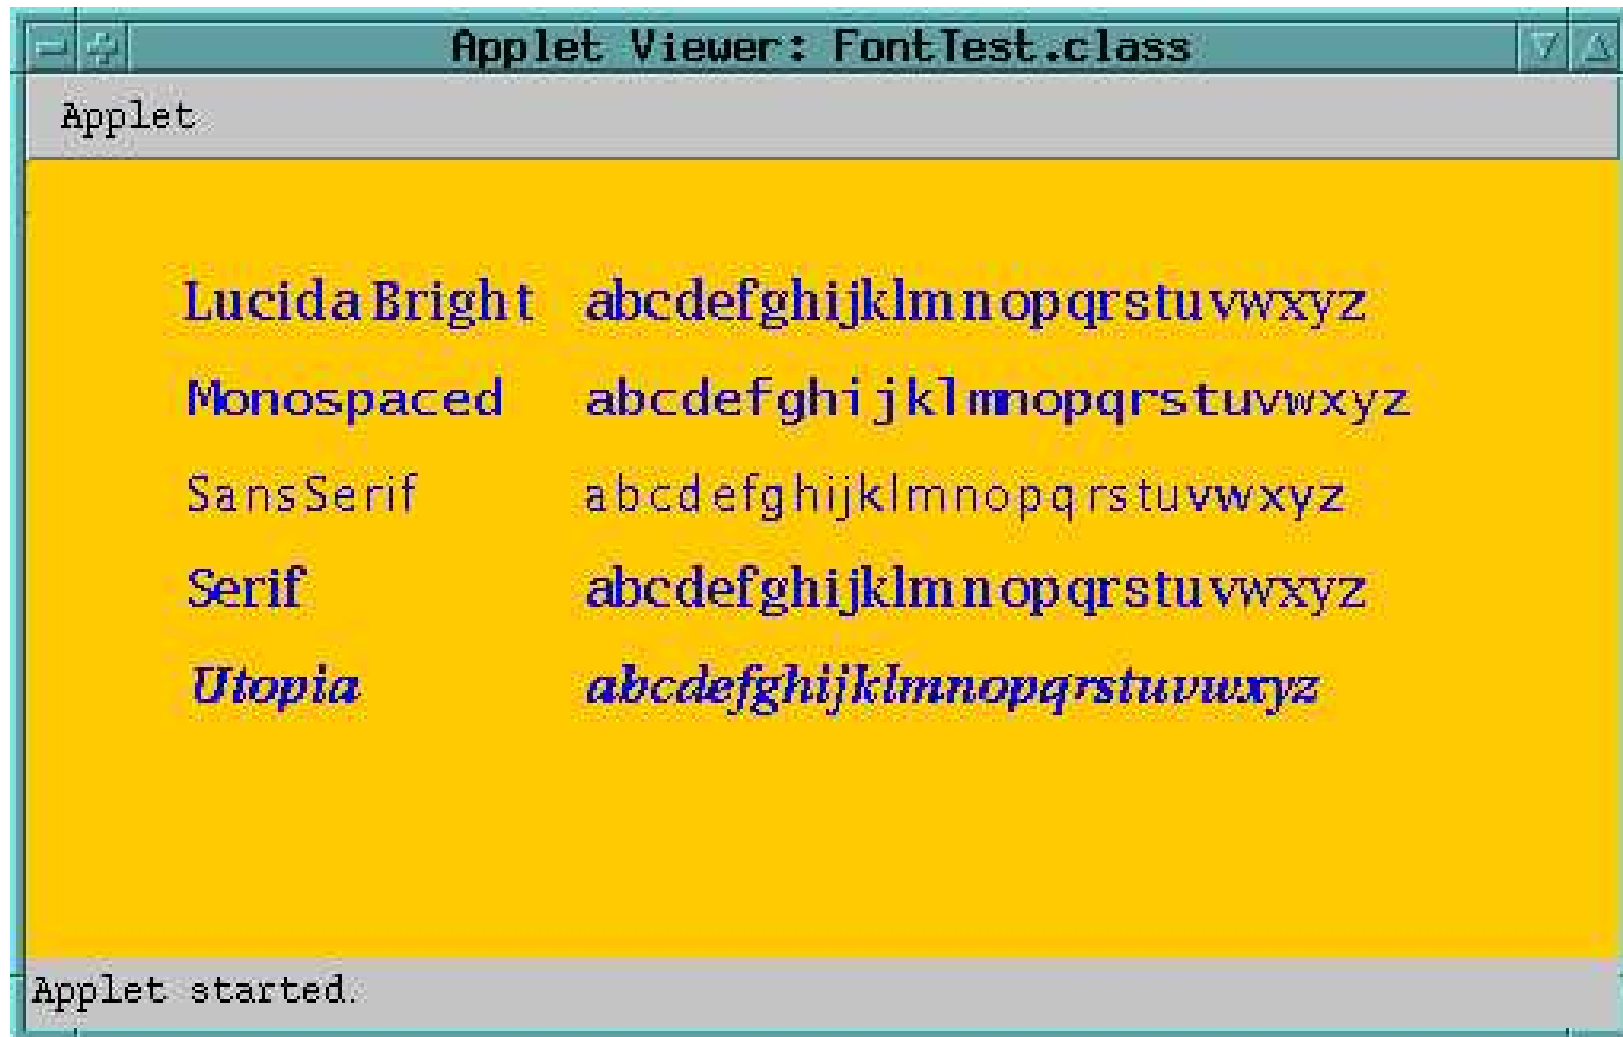 Applet Viewer: FontTest.class
Applet
Lucida Bright abcdefghijklmnopqrstuvwxyz
Monospaced abcdefghijklmnopqrstuvwxyz
SansSerif abcdefghijklmnopqrstuvwxyz
Serif abcdefghijklmnopqrstuvwxyz
Utopia abcdefghijklmnopqrstuvwxyz
Applet started.